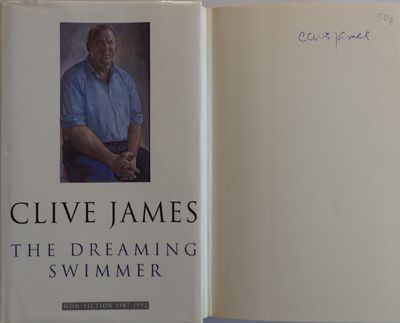 CLIVE JAMES
THE DREAMING
SWIMMER
NON-FICTION 1987-1992
Clive James
50p